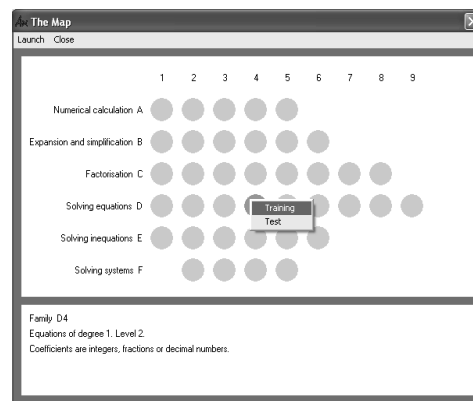 The Map
Launch Close
1 2 3 4 5 6 7 8 9
Numerical calculation A
Expansion and simplification B
Factorisation C
Solving equations D
Training
Test
Solving inequations E
Solving systems F
Family D4
Equations of degree 1. Level 2.
Coefficients are integers, fractions or decimal numbers.